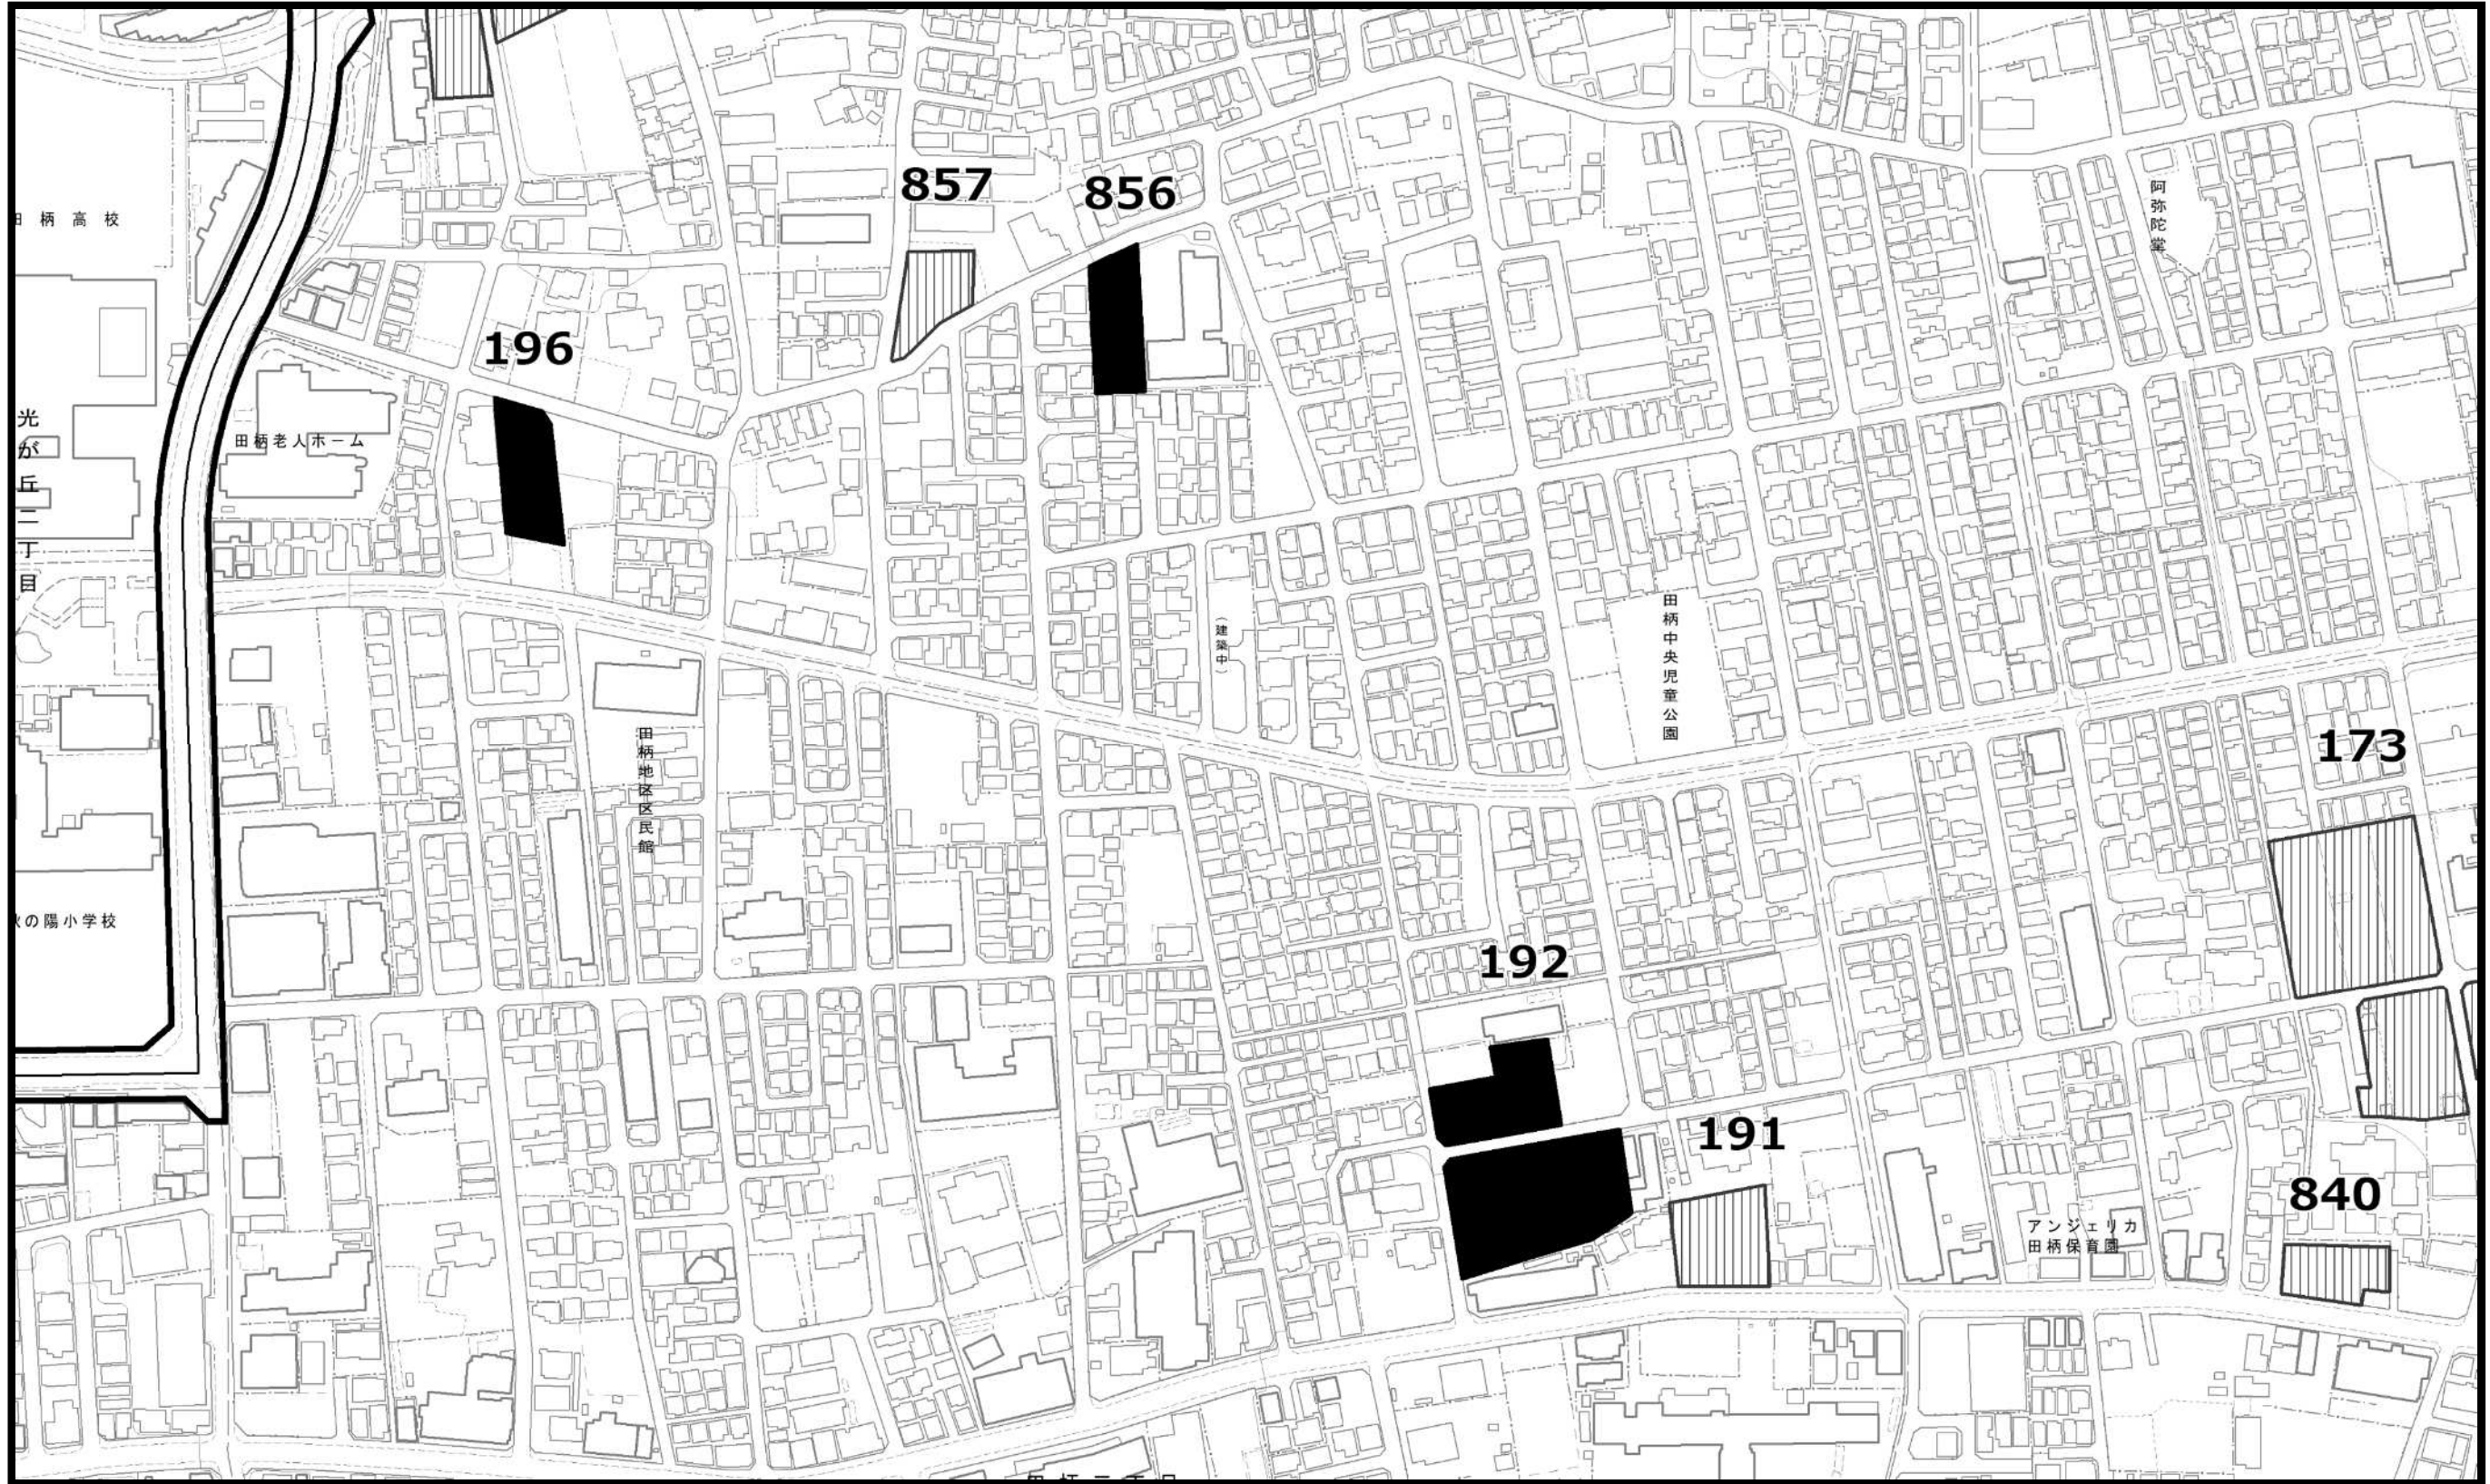 857
856
阿弥陀堂
柄高校
196
田柄老人ホーム
光が丘二丁目
田柄中央児童公園
(建築中)
田柄地区区民館
173
の陽小学校
192
191
840
アンジェリカ
田柄保育園